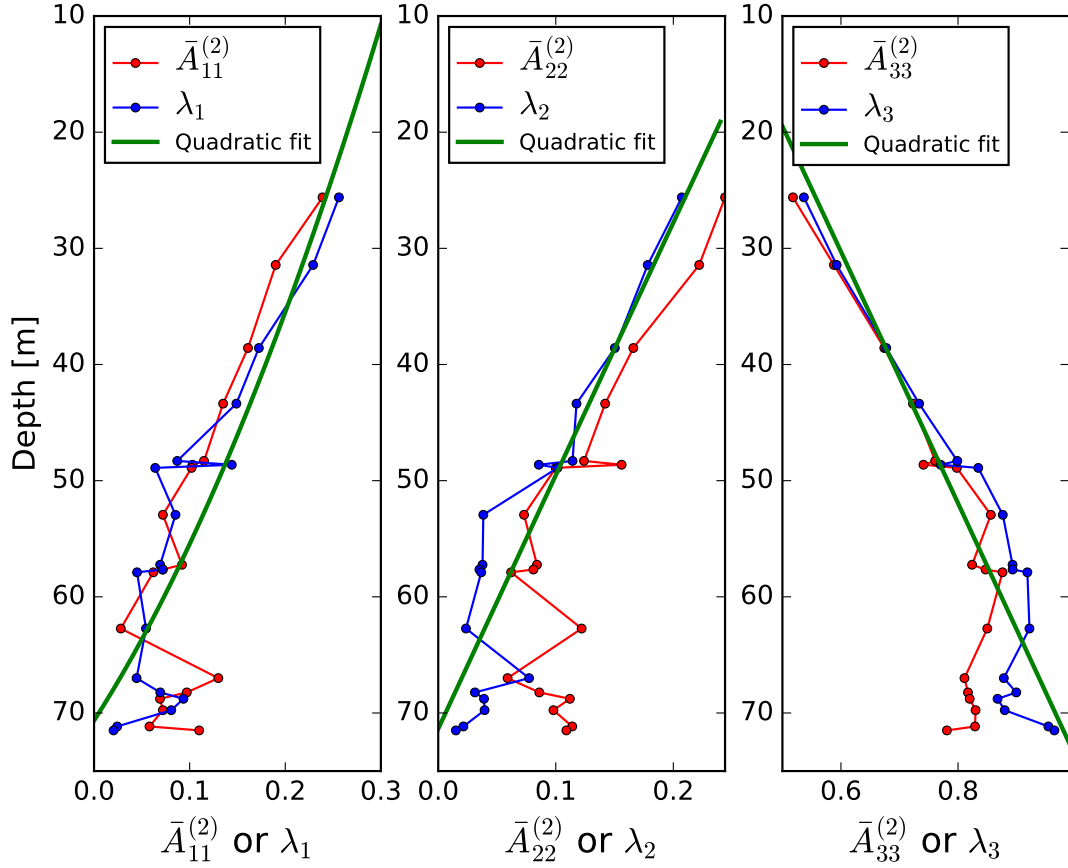 10
20
30
40
50
60
70
Depth [m]
0.0 0.1 0.2 0.3
Ā₁₁⁽²⁾
λ₁
Quadratic fit
Ā₁₁⁽²⁾ or λ₁
10
20
30
40
50
60
70
0.0 0.1 0.2
Ā₂₂⁽²⁾
λ₂
Quadratic fit
Ā₂₂⁽²⁾ or λ₂
10
20
30
40
50
60
70
0.6 0.8
Ā₃₃⁽²⁾
λ₃
Quadratic fit
Ā₃₃⁽²⁾ or λ₃